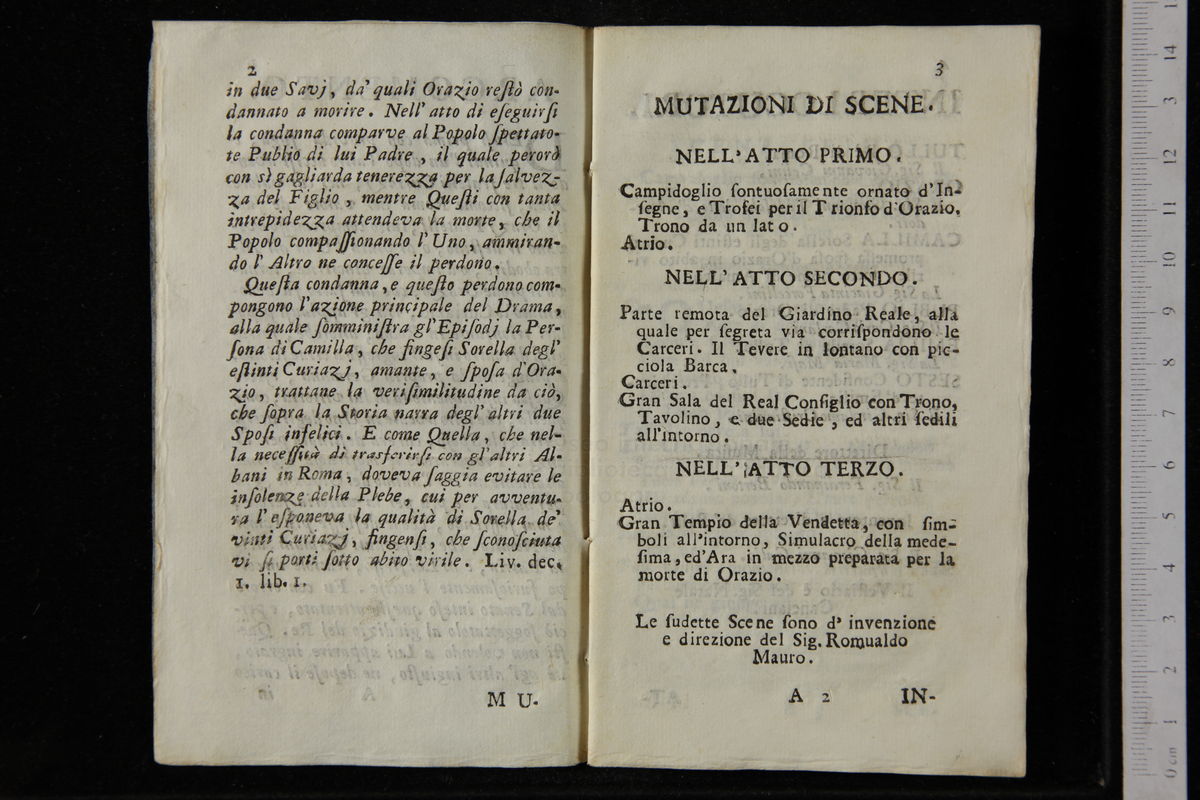 2
in due Savj, da' quali Orazio reſtò con-
dannato a morire. Nell' atto di eſeguirſi
la condanna comparve al Popolo ſpettato-
te Publio di lui Padre, il quale perorò
con sì gagliarda tenerezza per la ſalvez-
za del Figlio, mentre Queſti con tanta
intrepidezza attendeva la morte, che il
Popolo compaſſionando l' Uno, ammiran-
do l' Altro ne conceſſe il perdono.
Queſta condanna, e queſto perdono com-
pongono l'azione principale del Drama,
alla quale ſomminiſtra gl'Epiſodj la Per-
ſona di Camilla, che fingeſi Sorella degl'
eſtinti Curiazj, amante, e ſpoſa d'Ora-
zio, trattane la veriſimilitudine da ciò,
che ſopra la Storia narra degl' altri due
Spoſi infelici. E come Quella, che nel-
la neceſſità di trasferirſi con gl'altri Al-
bani in Roma, doveva ſaggia evitare le
inſolenze della Plebe, cui per avventu-
ra l' eſponeva la qualità di Sorella de'
vinti Curiazj, fingenſi, che ſconoſciuta
vi ſi porti ſotto abito virile. Liv. dec.
1. lib. 1.
M U-
3
MUTAZIONI DI SCENE.
NELL' ATTO PRIMO.
Campidoglio ſontuoſamente ornato d'In-
ſegne, e Trofei per il Trionfo d'Orazio,
Trono da un lato.
Atrio.
NELL' ATTO SECONDO.
Parte remota del Giardino Reale, alla
quale per ſegreta via corriſpondono le
Carceri. Il Tevere in lontano con pic-
ciola Barca.
Carceri.
Gran Sala del Real Configlio con Trono,
Tavolino, e due Sedie, ed altri ſedili
all'intorno.
NELL' ATTO TERZO.
Atrio.
Gran Tempio della Vendetta, con ſim-
boli all'intorno, Simulacro della mede-
ſima, ed'Ara in mezzo preparata per la
morte di Orazio.
Le ſudette Scene ſono d' invenzione
e direzione del Sig. Romualdo
Mauro.
A 2 IN-